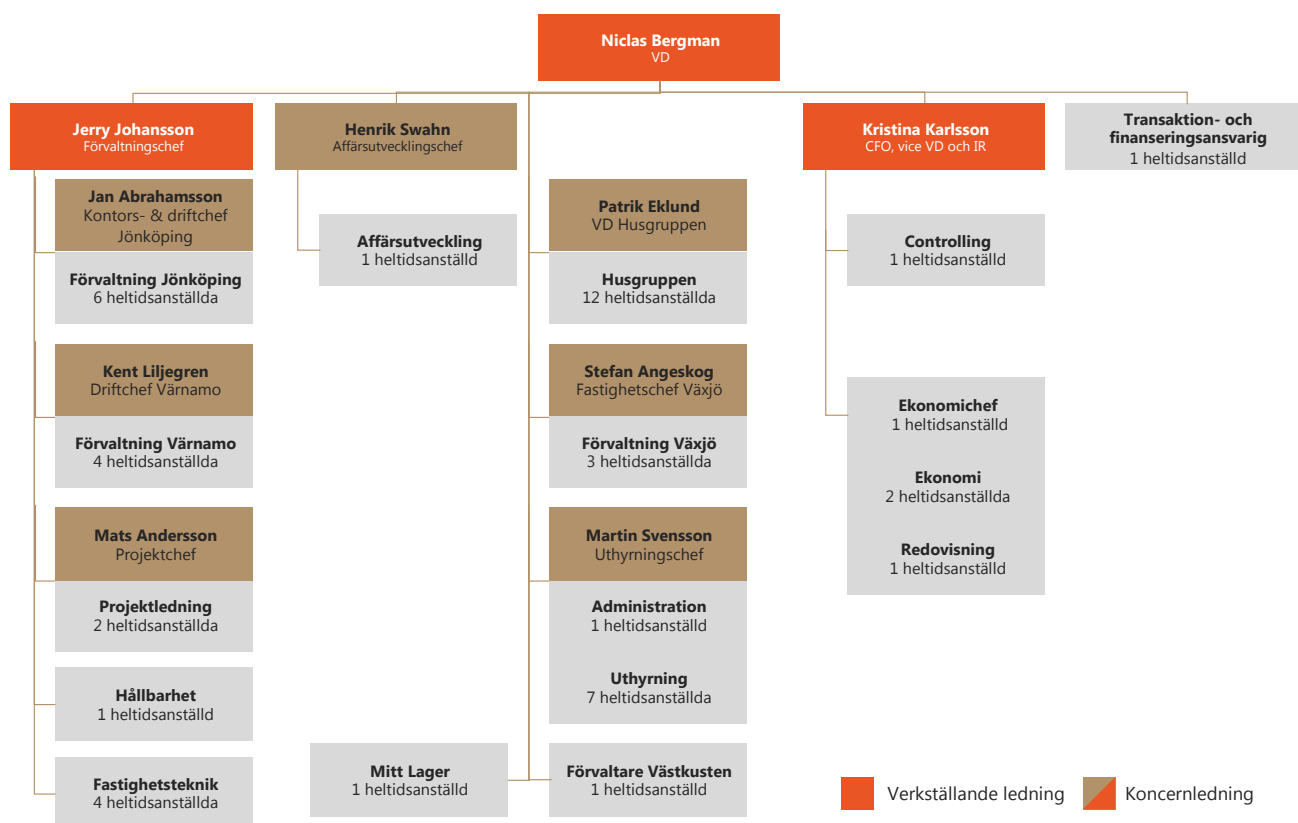 Niclas Bergman
VD
Jerry Johansson
Förvaltningschef
Henrik Swahn
Affärsutvecklingschef
Kristina Karlsson
CFO, vice VD och IR
Transaktion- och
finanseringsansvarig
1 heltidsanställd
Jan Abrahamsson
Kontors- & driftchef
Jönköping
Förvaltning Jönköping
6 heltidsanställda
Kent Liljegren
Driftchef Värnamo
Förvaltning Värnamo
4 heltidsanställda
Mats Andersson
Projektchef
Projektledning
2 heltidsanställda
Hållbarhet
1 heltidsanställd
Fastighetsteknik
4 heltidsanställda
Affärsutveckling
1 heltidsanställd
Mitt Lager
1 heltidsanställd
Patrik Eklund
VD Husgruppen
Husgruppen
12 heltidsanställda
Stefan Angeskog
Fastighetschef Växjö
Förvaltning Växjö
3 heltidsanställda
Martin Svensson
Uthyrningschef
Administration
1 heltidsanställd
Uthyrning
7 heltidsanställda
Förvaltare Västkusten
1 heltidsanställd
Controlling
1 heltidsanställd
Ekonomichef
1 heltidsanställd
Ekonomi
2 heltidsanställda
Redovisning
1 heltidsanställd
Verkställande ledning
Koncernledning